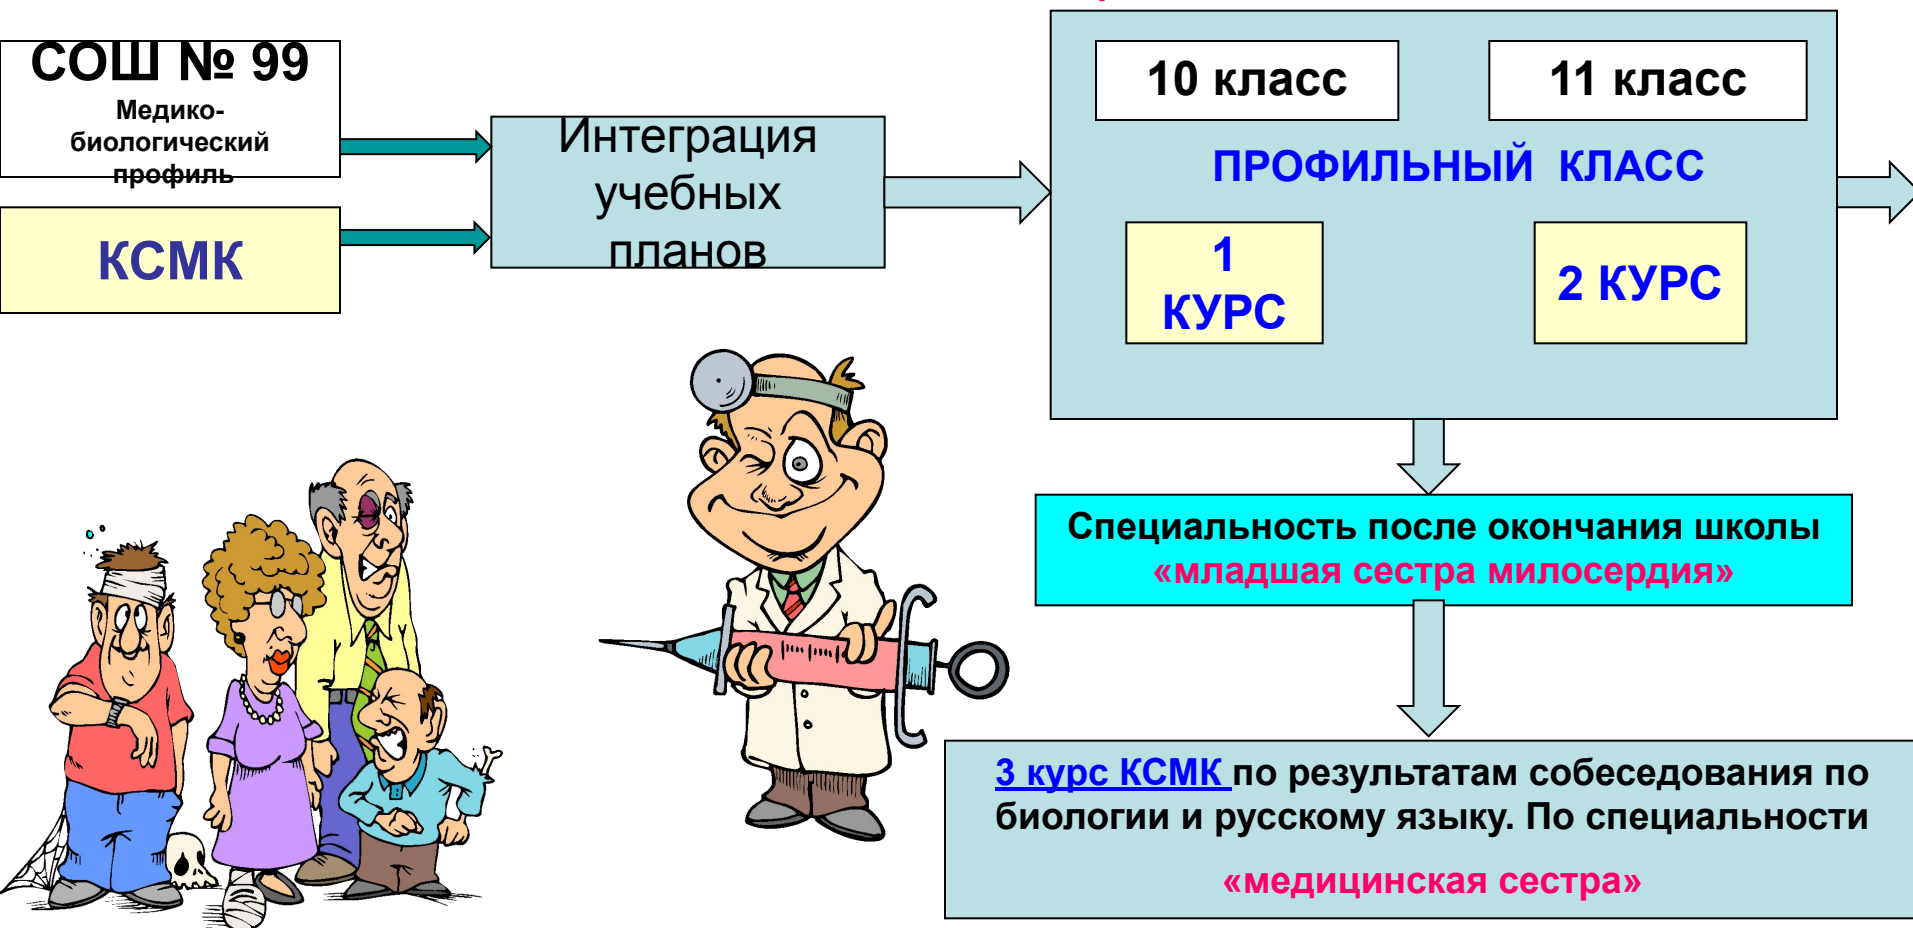 СОШ № 99
Медико-
биологический
профиль
КСМК
Интеграция
учебных
планов
10 класс
11 класс
ПРОФИЛЬНЫЙ КЛАСС
1
КУРС
2 КУРС
Специальность после окончания школы
«младшая сестра милосердия»
3 курс КСМК по результатам собеседования по
биологии и русскому языку. По специальности
«медицинская сестра»